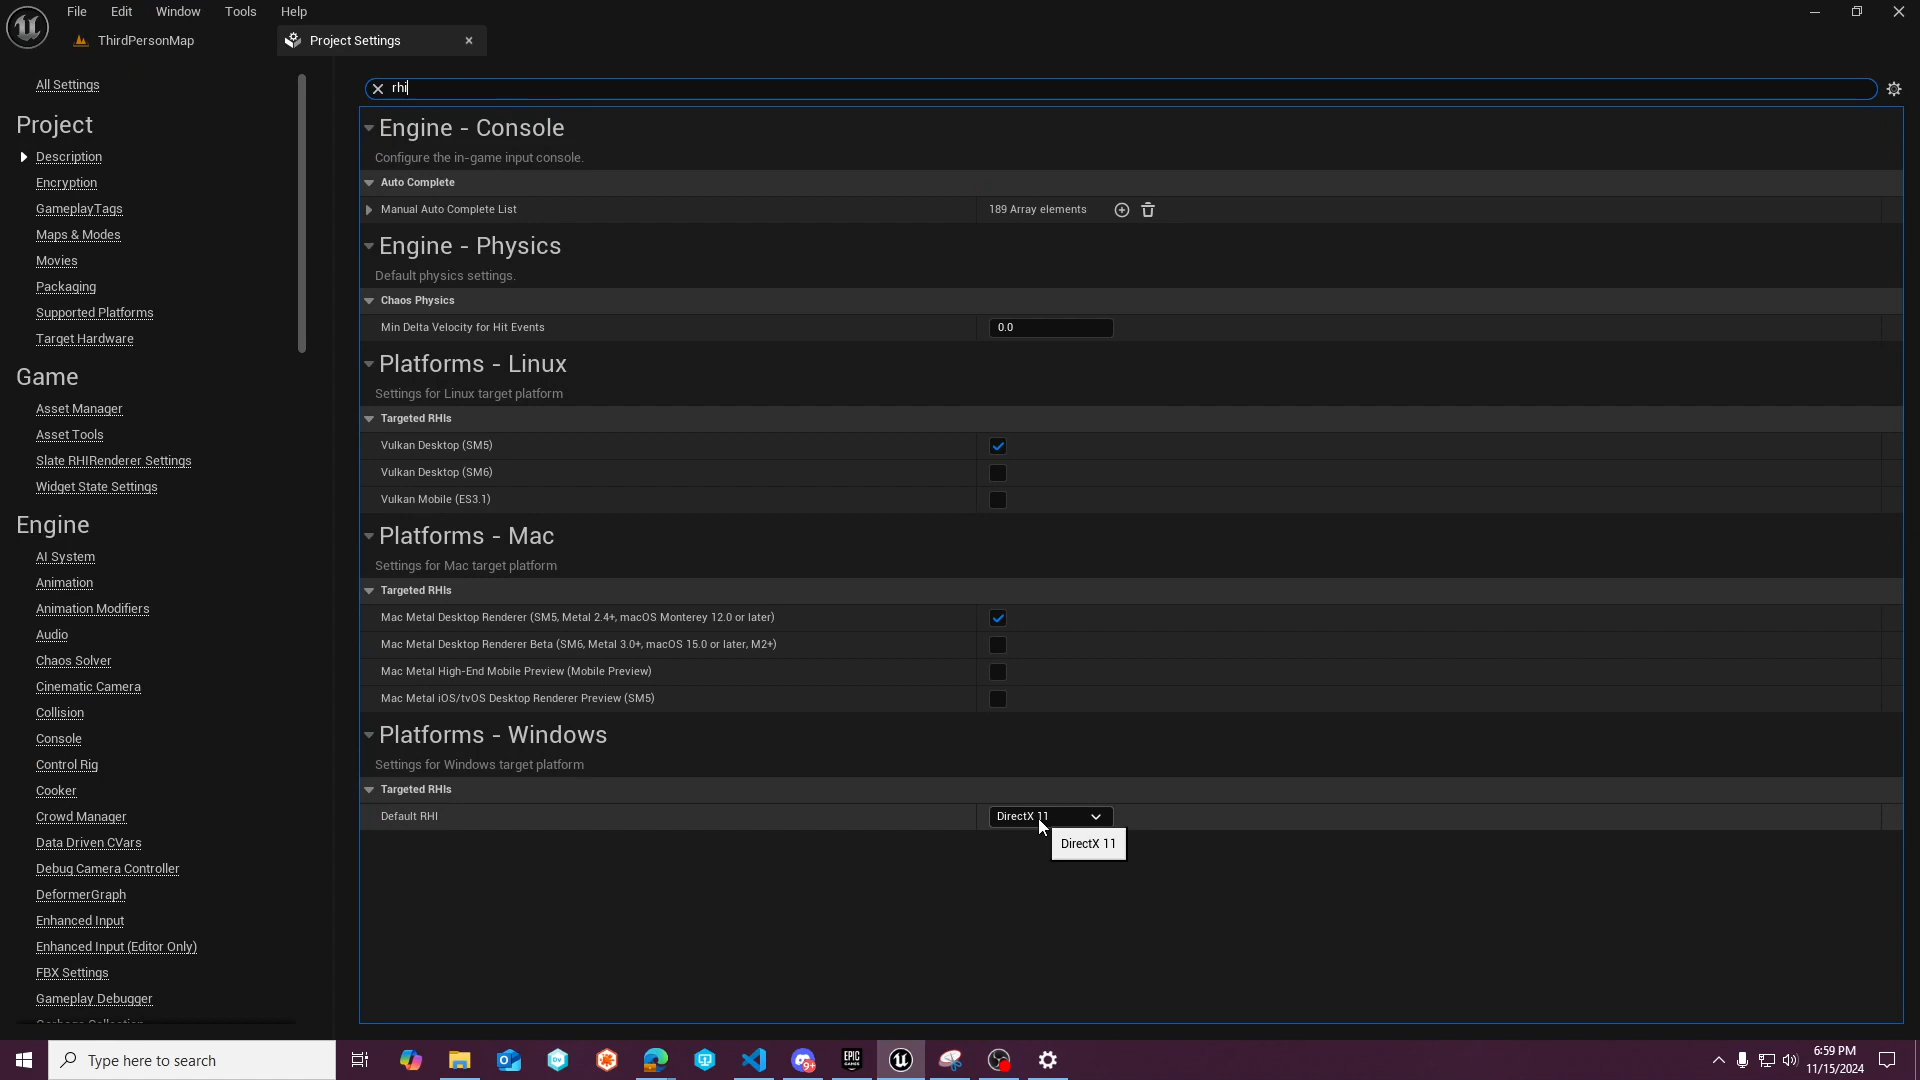 File Edit Window Tools Help
ThirdPersonMap
Project Settings
All Settings
Project
Description
Encryption
GameplayTags
Maps & Modes
Movies
Packaging
Supported Platforms
Target Hardware
Game
Asset Manager
Asset Tools
Slate RHIRenderer Settings
Widget State Settings
Engine
AI System
Animation
Animation Modifiers
Audio
Chaos Solver
Cinematic Camera
Collision
Console
Control Rig
Cooker
Crowd Manager
Data Driven CVars
Debug Camera Controller
DeformerGraph
Enhanced Input
Enhanced Input (Editor Only)
FBX Settings
Gameplay Debugger
rhi
Engine - Console
Configure the in-game input console.
Auto Complete
Manual Auto Complete List 189 Array elements
Engine - Physics
Default physics settings.
Chaos Physics
Min Delta Velocity for Hit Events 0.0
Platforms - Linux
Settings for Linux target platform
Targeted RHIs
Vulkan Desktop (SM5)
Vulkan Desktop (SM6)
Vulkan Mobile (ES3.1)
Platforms - Mac
Settings for Mac target platform
Targeted RHIs
Mac Metal Desktop Renderer (SM5, Metal 2.4+, macOS Monterey 12.0 or later)
Mac Metal Desktop Renderer Beta (SM6, Metal 3.0+, macOS 15.0 or later, M2+)
Mac Metal High-End Mobile Preview (Mobile Preview)
Mac Metal iOS/tvOS Desktop Renderer Preview (SM5)
Platforms - Windows
Settings for Windows target platform
Targeted RHIs
Default RHI DirectX 11
DirectX 11
Type here to search
EPIC GAMES
9+
6:59 PM
11/15/2024